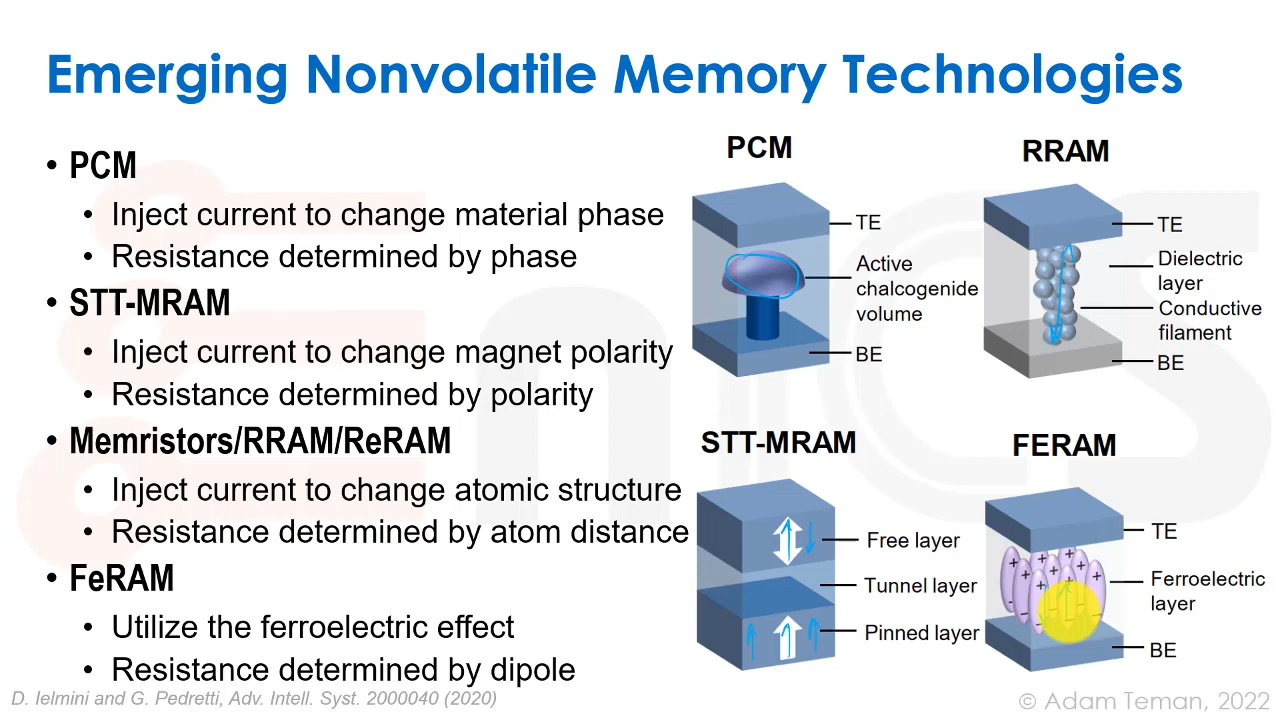 Emerging Nonvolatile Memory Technologies
• PCM
• Inject current to change material phase
• Resistance determined by phase
• STT-MRAM
• Inject current to change magnet polarity
• Resistance determined by polarity
• Memristors/RRAM/ReRAM
• Inject current to change atomic structure
• Resistance determined by atom distance
• FeRAM
• Utilize the ferroelectric effect
• Resistance determined by dipole
PCM
TE
Active
chalcogenide
volume
BE
RRAM
TE
Dielectric
layer
Conductive
filament
BE
STT-MRAM
Free layer
Tunnel layer
Pinned layer
FERAM
TE
Ferroelectric
layer
BE
D. Ielmini and G. Pedretti, Adv. Intell. Syst. 2000040 (2020)
© Adam Teman, 2022